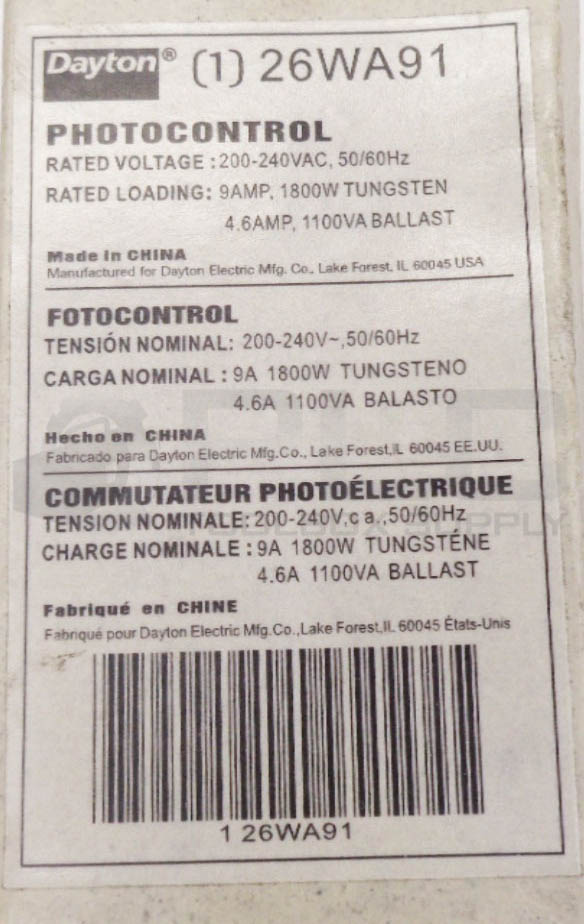 Dayton® (1) 26WA91
PHOTOCONTROL
RATED VOLTAGE : 200-240VAC, 50/60Hz
RATED LOADING: 9AMP, 1800W TUNGSTEN
4.6AMP, 1100VA BALLAST
Made in CHINA
Manufactured for Dayton Electric Mfg. Co., Lake Forest, IL 60045 USA
FOTOCONTROL
TENSIÓN NOMINAL: 200-240V~,50/60Hz
CARGA NOMINAL : 9A 1800W TUNGSTENO
4.6A 1100VA BALASTO
Hecho en CHINA
Fabricado para Dayton Electric Mfg.Co., Lake Forest,IL 60045 EE.UU.
COMMUTATEUR PHOTOÉLECTRIQUE
TENSION NOMINALE: 200-240V,c a.,50/60Hz
CHARGE NOMINALE : 9A 1800W TUNGSTÉNE
4.6A 1100VA BALLAST
Fabriqué en CHINE
Fabriqué pour Dayton Electric Mfg.Co.,Lake Forest,IL 60045 États-Unis
1 26WA91